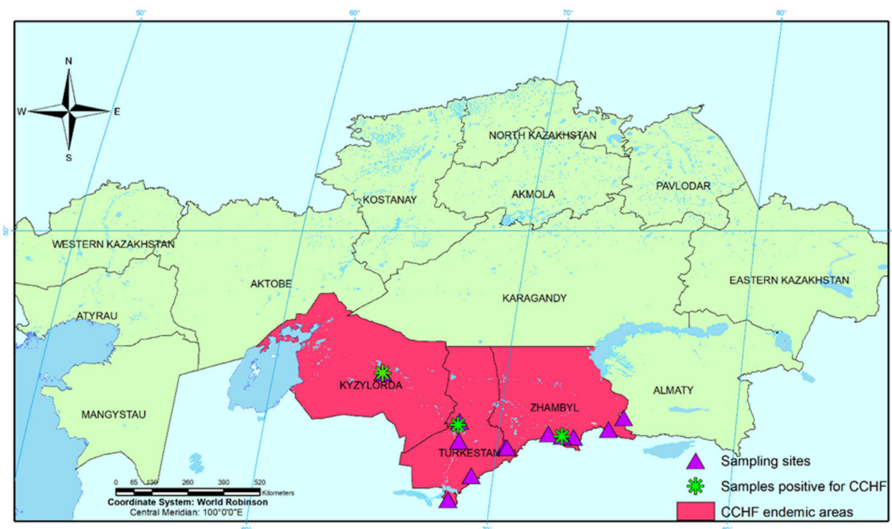 50° 60° 70° 80°
N
W E
S
NORTH KAZAKHSTAN
PAVLODAR
AKMOLA
KOSTANAY
50°
WESTERN KAZAKHSTAN
EASTERN KAZAKHSTAN
AKTOBE
KARAGANDY
ATYRAU
KYZYLORDA
ALMATY
ZHAMBYL
MANGYSTAU
TURKESTAN
Sampling sites
Samples positive for CCHF
CCHF endemic areas
0 65 130 260 390 520
Kilometers
Coordinate System: World Robinson
Central Meridian: 100°0'0"E
70°